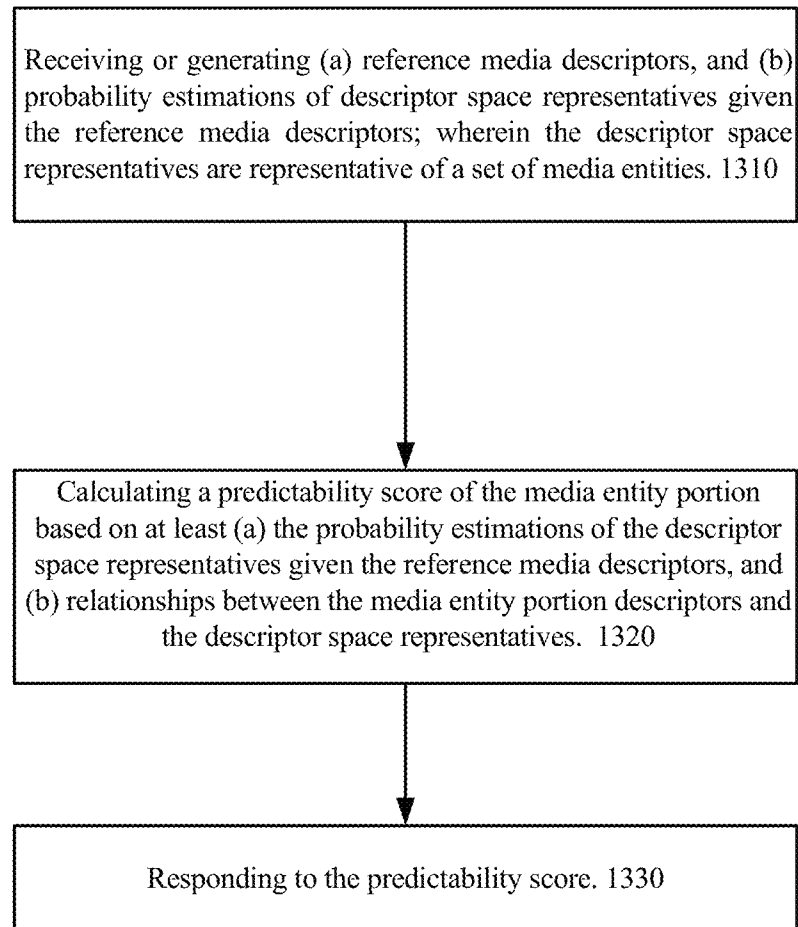 Receiving or generating (a) reference media descriptors, and (b)
probability estimations of descriptor space representatives given
the reference media descriptors; wherein the descriptor space
representatives are representative of a set of media entities. 1310
Calculating a predictability score of the media entity portion
based on at least (a) the probability estimations of the descriptor
space representatives given the reference media descriptors, and
(b) relationships between the media entity portion descriptors and
the descriptor space representatives. 1320
Responding to the predictability score. 1330